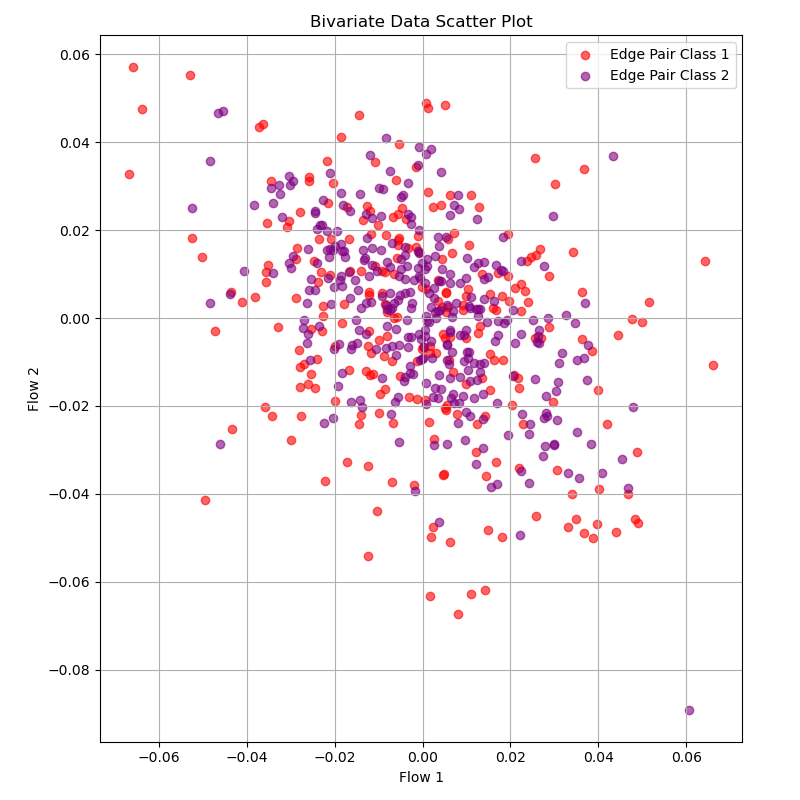 Bivariate Data Scatter Plot
Edge Pair Class 1
Edge Pair Class 2
0.06
0.04
0.02
0.00
−0.02
−0.04
−0.06
−0.08
Flow 2
−0.06 −0.04 −0.02 0.00 0.02 0.04 0.06
Flow 1